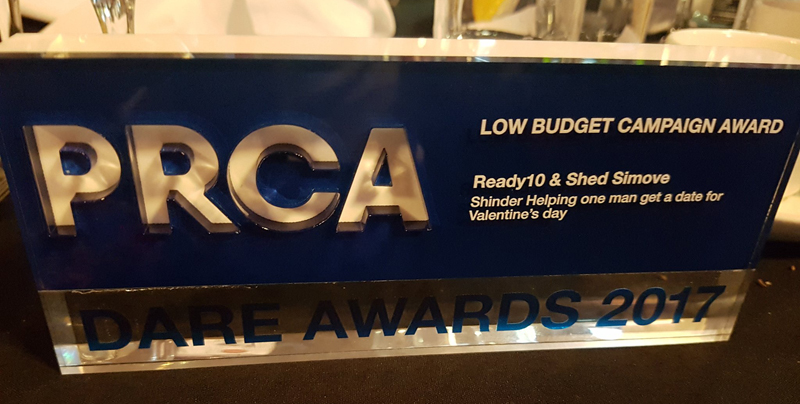 PRCA
LOW BUDGET CAMPAIGN AWARD
Ready10 & Shed Simove
Shinder Helping one man get a date for
Valentine's day
DARE AWARDS 2017